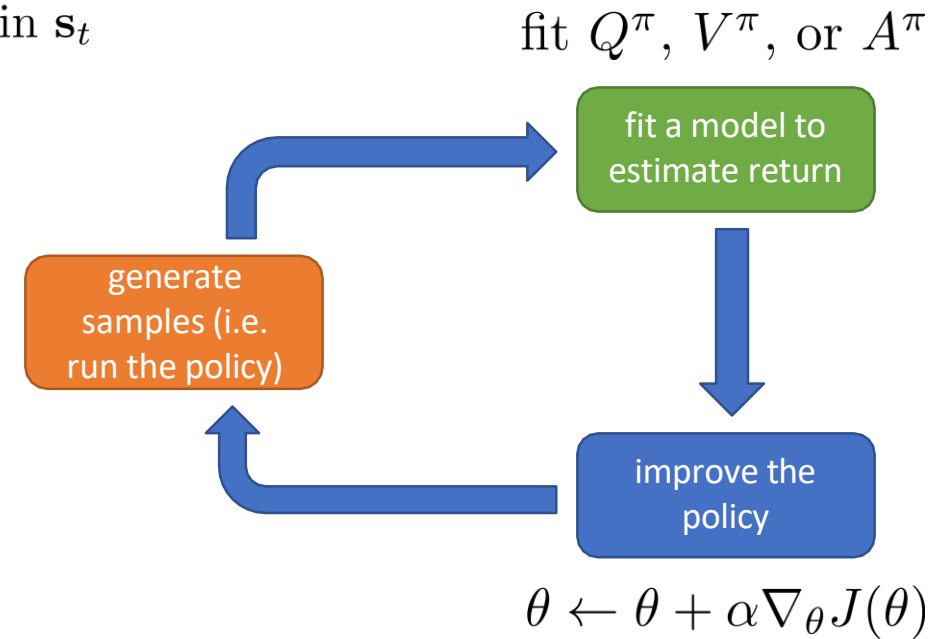 in $\mathbf{s}_t$
fit $Q^\pi$, $V^\pi$, or $A^\pi$
fit a model to
estimate return
generate
samples (i.e.
run the policy)
improve the
policy
$\theta \leftarrow \theta + \alpha \nabla_\theta J(\theta)$